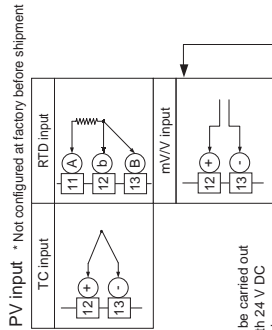 PV input * Not configured at factory before shipment
TC input
12 +
13 -
RTD input
11 A
12 b
13 B
mV/V input
12 +
13 -
be carried out
th 24 V DC